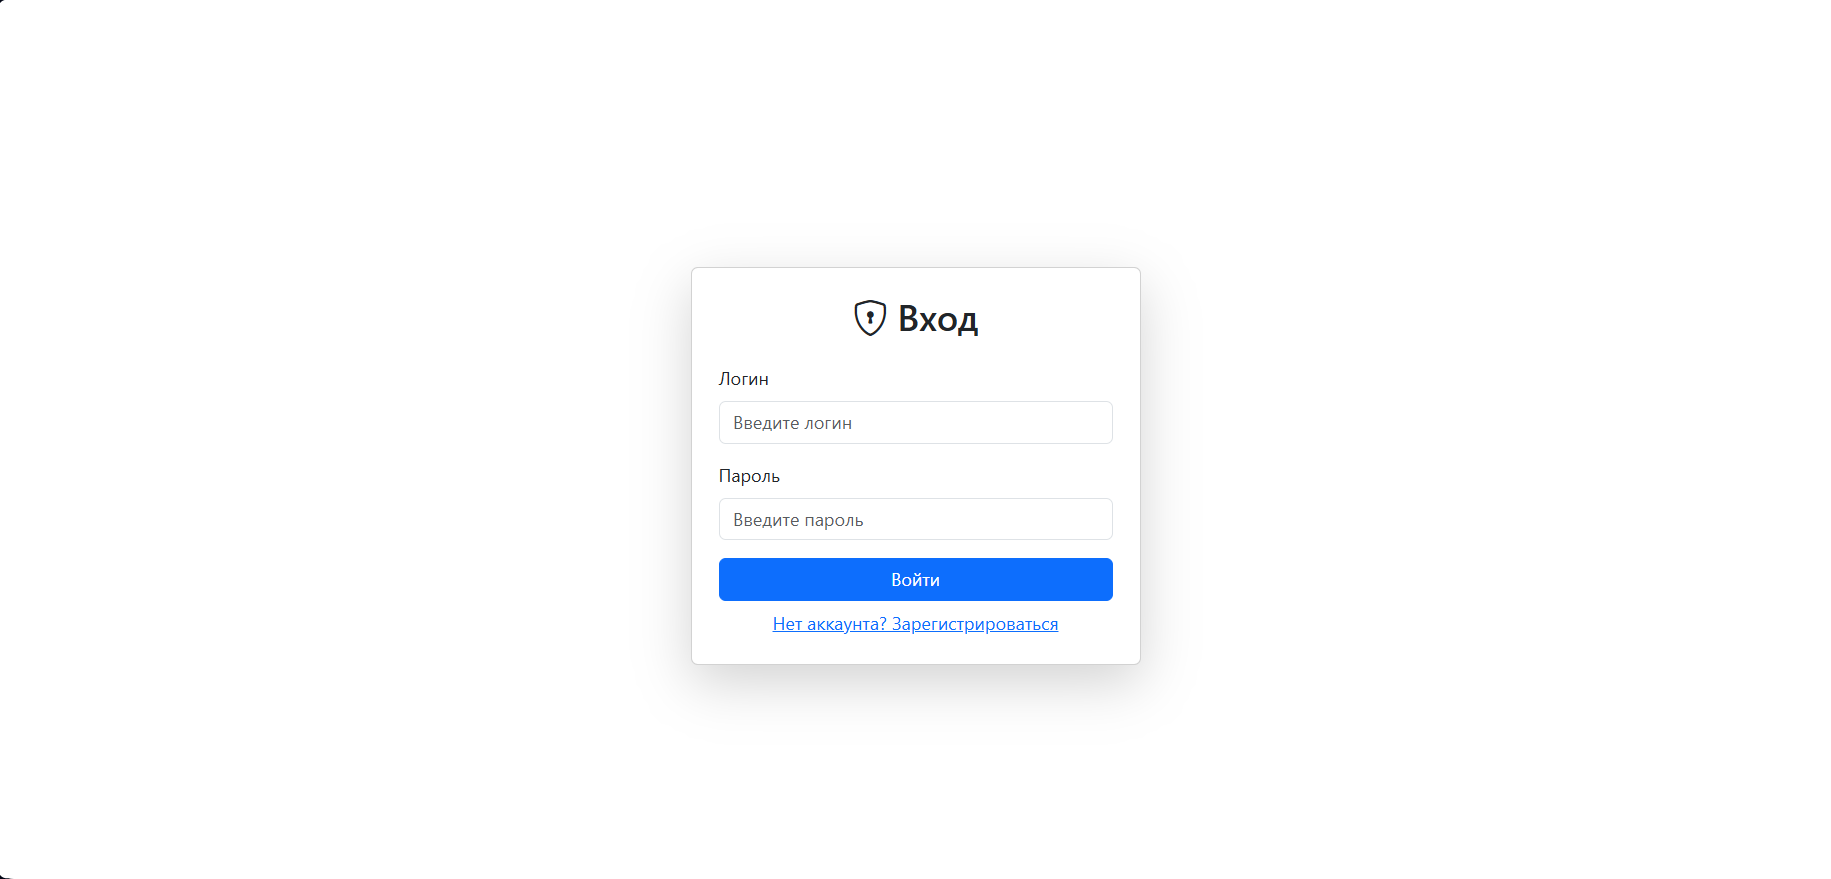 Вход
Логин
Введите логин
Пароль
Введите пароль
Войти
Нет аккаунта? Зарегистрироваться